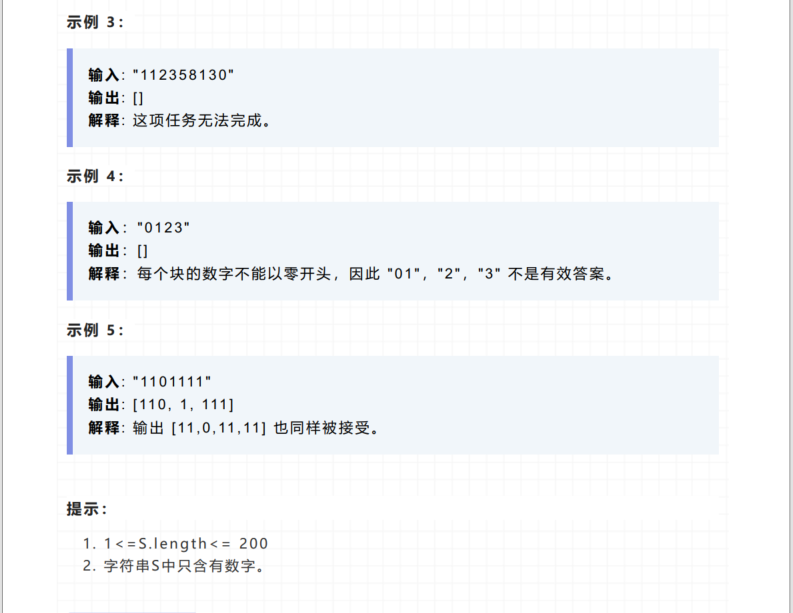 示例 3：
输入："112358130"
输出：[]
解释：这项任务无法完成。
示例 4：
输入："0123"
输出：[]
解释：每个块的数字不能以零开头，因此 "01"，"2"，"3" 不是有效答案。
示例 5：
输入："1101111"
输出：[110, 1, 111]
解释：输出 [11,0,11,11] 也同样被接受。
提示：
1. 1<=S.length<= 200
2. 字符串S中只含有数字。